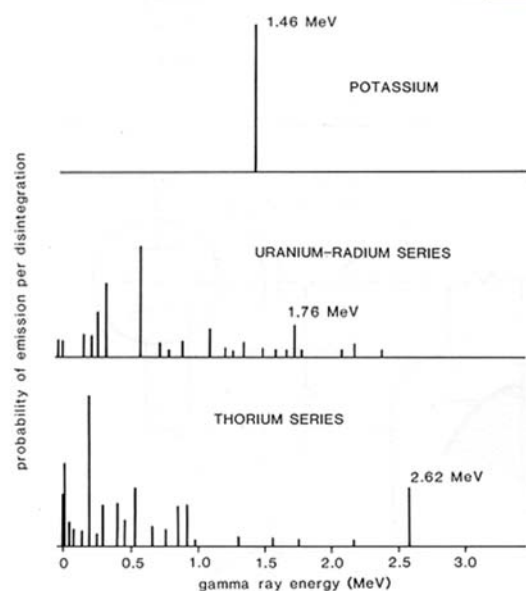 1.46 MeV
POTASSIUM
probability of emission per disintegration
URANIUM-RADIUM SERIES
1.76 MeV
THORIUM SERIES
2.62 MeV
0 0.5 1.0 1.5 2.0 2.5 3.0
gamma ray energy (MeV)